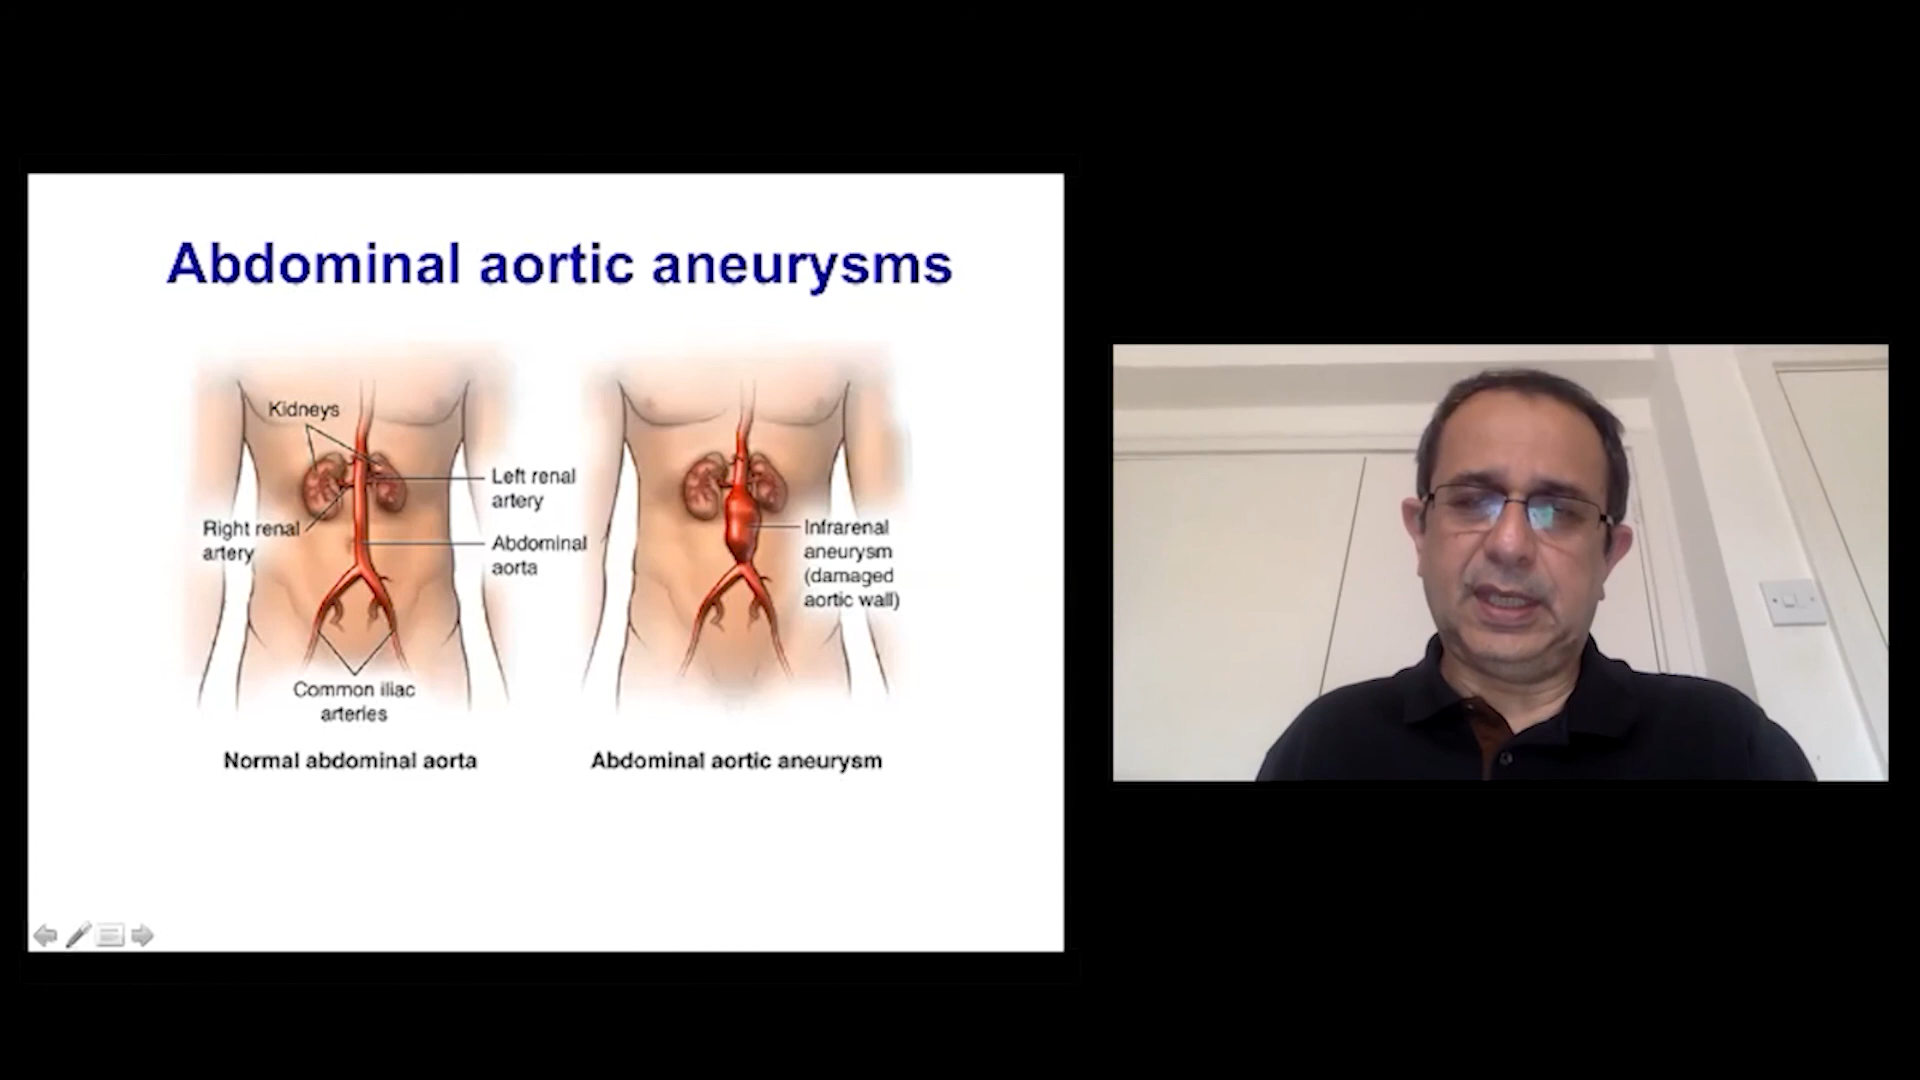 Abdominal aortic aneurysms
Kidneys
Left renal
artery
Right renal
artery
Abdominal
aorta
Common iliac
arteries
Normal abdominal aorta
Infrarenal
aneurysm
(damaged
aortic wall)
Abdominal aortic aneurysm